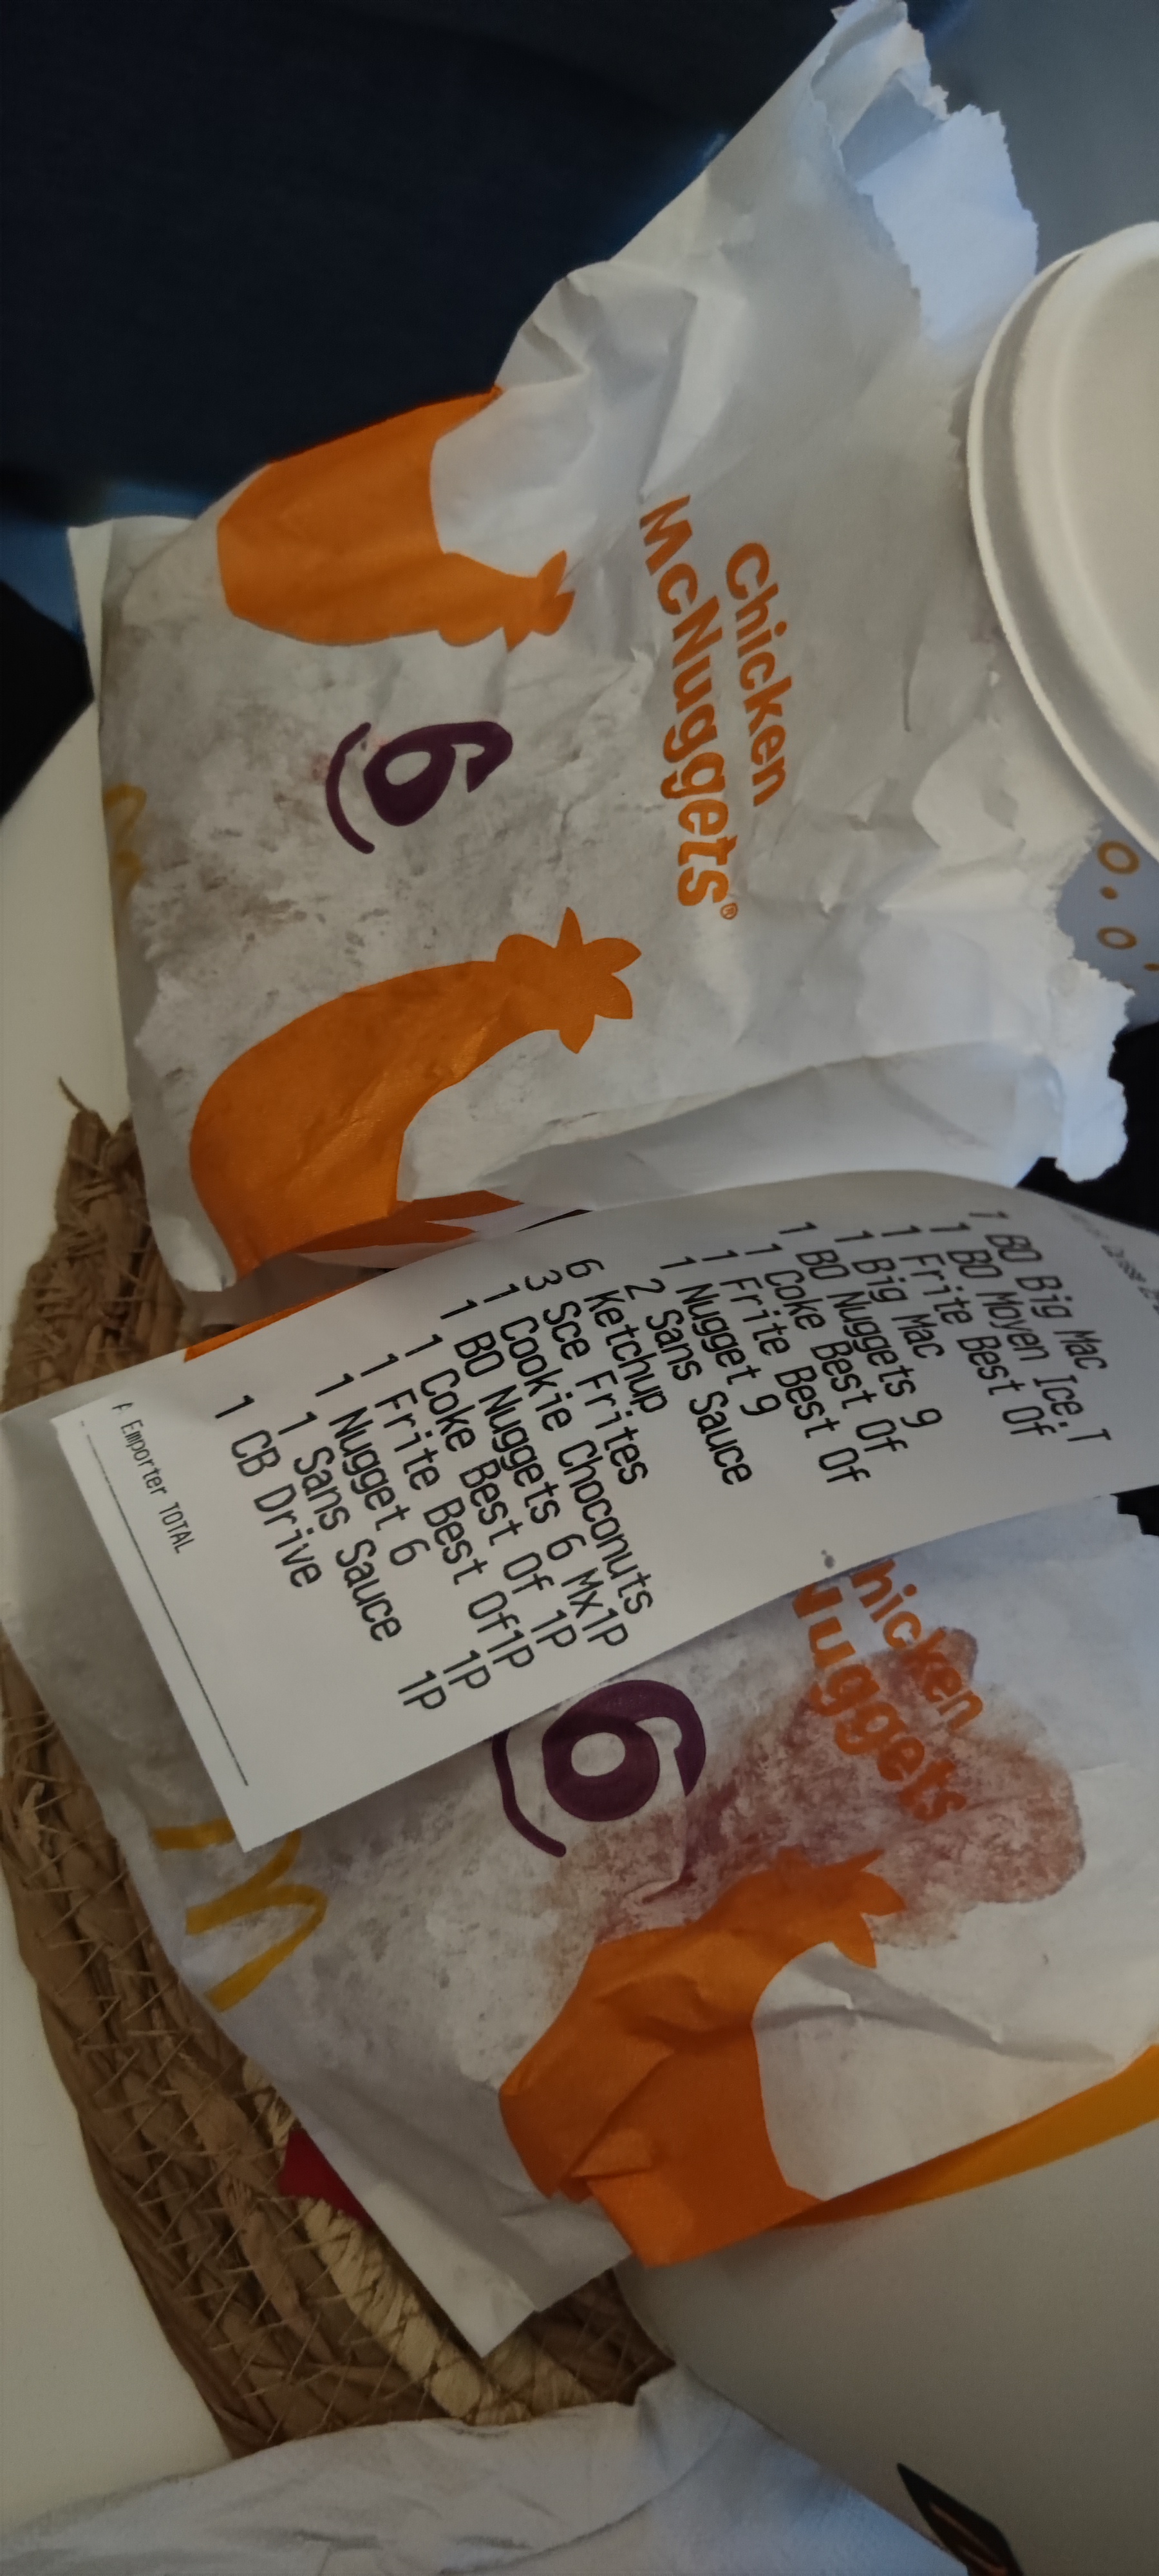 Chicken
McNuggets®
6
1 BO Big Mac
1 BO Moyen Ice.T
1 Frite Best Of
1 Big Mac
1 BO Nuggets 9
1 Coke Best Of
1 Frite Best Of
1 Nugget 9
2 Sans Sauce
6 Ketchup
3 Sce Frites
1 Cookie Choconuts
1 BO Nuggets 6 Mx1P
1 Coke Best Of 1P
1 Frite Best Of1P
1 Nugget 6 1P
1 Sans Sauce 1P
1 CB Drive
A Emporter TOTAL
hicken
Nuggets
6